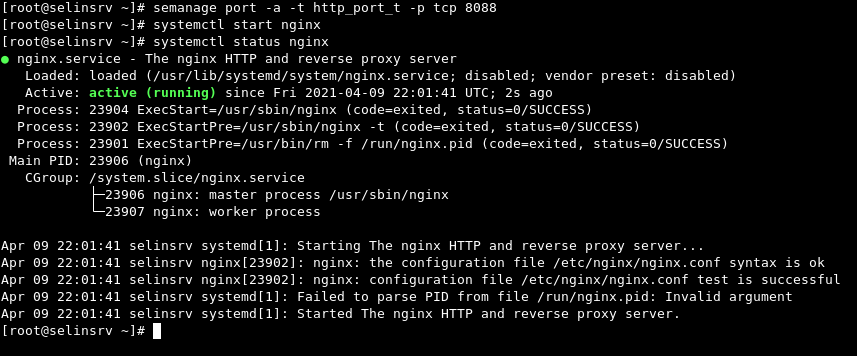 [root@selinsrv ~]# semanage port -a -t http_port_t -p tcp 8088
[root@selinsrv ~]# systemctl start nginx
[root@selinsrv ~]# systemctl status nginx
● nginx.service - The nginx HTTP and reverse proxy server
   Loaded: loaded (/usr/lib/systemd/system/nginx.service; disabled; vendor preset: disabled)
   Active: active (running) since Fri 2021-04-09 22:01:41 UTC; 2s ago
  Process: 23904 ExecStart=/usr/sbin/nginx (code=exited, status=0/SUCCESS)
  Process: 23902 ExecStartPre=/usr/sbin/nginx -t (code=exited, status=0/SUCCESS)
  Process: 23901 ExecStartPre=/usr/bin/rm -f /run/nginx.pid (code=exited, status=0/SUCCESS)
 Main PID: 23906 (nginx)
   CGroup: /system.slice/nginx.service
           ├─23906 nginx: master process /usr/sbin/nginx
           └─23907 nginx: worker process
Apr 09 22:01:41 selinsrv systemd[1]: Starting The nginx HTTP and reverse proxy server...
Apr 09 22:01:41 selinsrv nginx[23902]: nginx: the configuration file /etc/nginx/nginx.conf syntax is ok
Apr 09 22:01:41 selinsrv nginx[23902]: nginx: configuration file /etc/nginx/nginx.conf test is successful
Apr 09 22:01:41 selinsrv systemd[1]: Failed to parse PID from file /run/nginx.pid: Invalid argument
Apr 09 22:01:41 selinsrv systemd[1]: Started The nginx HTTP and reverse proxy server.
[root@selinsrv ~]#